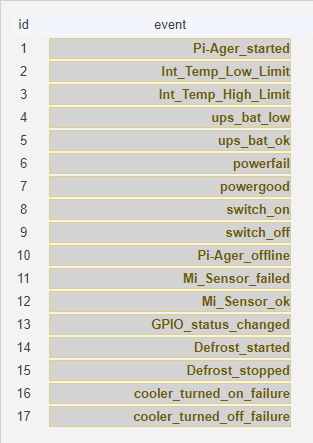 id event
1 Pi-Ager_started
2 Int_Temp_Low_Limit
3 Int_Temp_High_Limit
4 ups_bat_low
5 ups_bat_ok
6 powerfail
7 powergood
8 switch_on
9 switch_off
10 Pi-Ager_offline
11 Mi_Sensor_failed
12 Mi_Sensor_ok
13 GPIO_status_changed
14 Defrost_started
15 Defrost_stopped
16 cooler_turned_on_failure
17 cooler_turned_off_failure